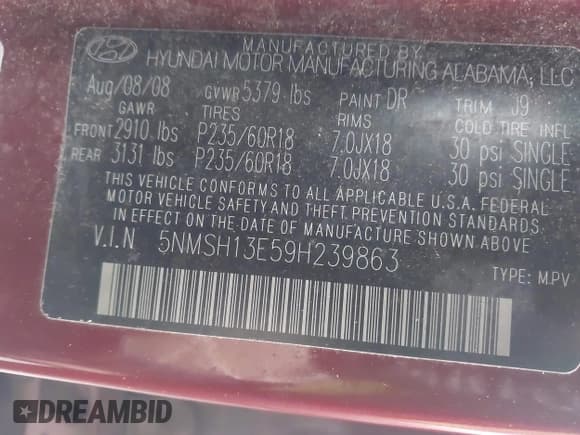 MANUFACTURED BY
HYUNDAI MOTOR MANUFACTURING ALABAMA, LLC
Aug/08/08 GVWR 5379 lbs PAINT DR TRIM J9
GAWR TIRES RIMS COLD TIRE INFL
FRONT 2910 lbs P235/60R18 7.0JX18 30 psi SINGLE
REAR 3131 lbs P235/60R18 7.0JX18 30 psi SINGLE
THIS VEHICLE CONFORMS TO ALL APPLICABLE U.S.A. FEDERAL
MOTOR VEHICLE SAFETY AND THEFT PREVENTION STANDARDS
IN EFFECT ON THE DATE OF MANUFACTURE SHOWN ABOVE
V.I.N. 5NMSH13E59H239863
TYPE: M.PV
DREAMBID